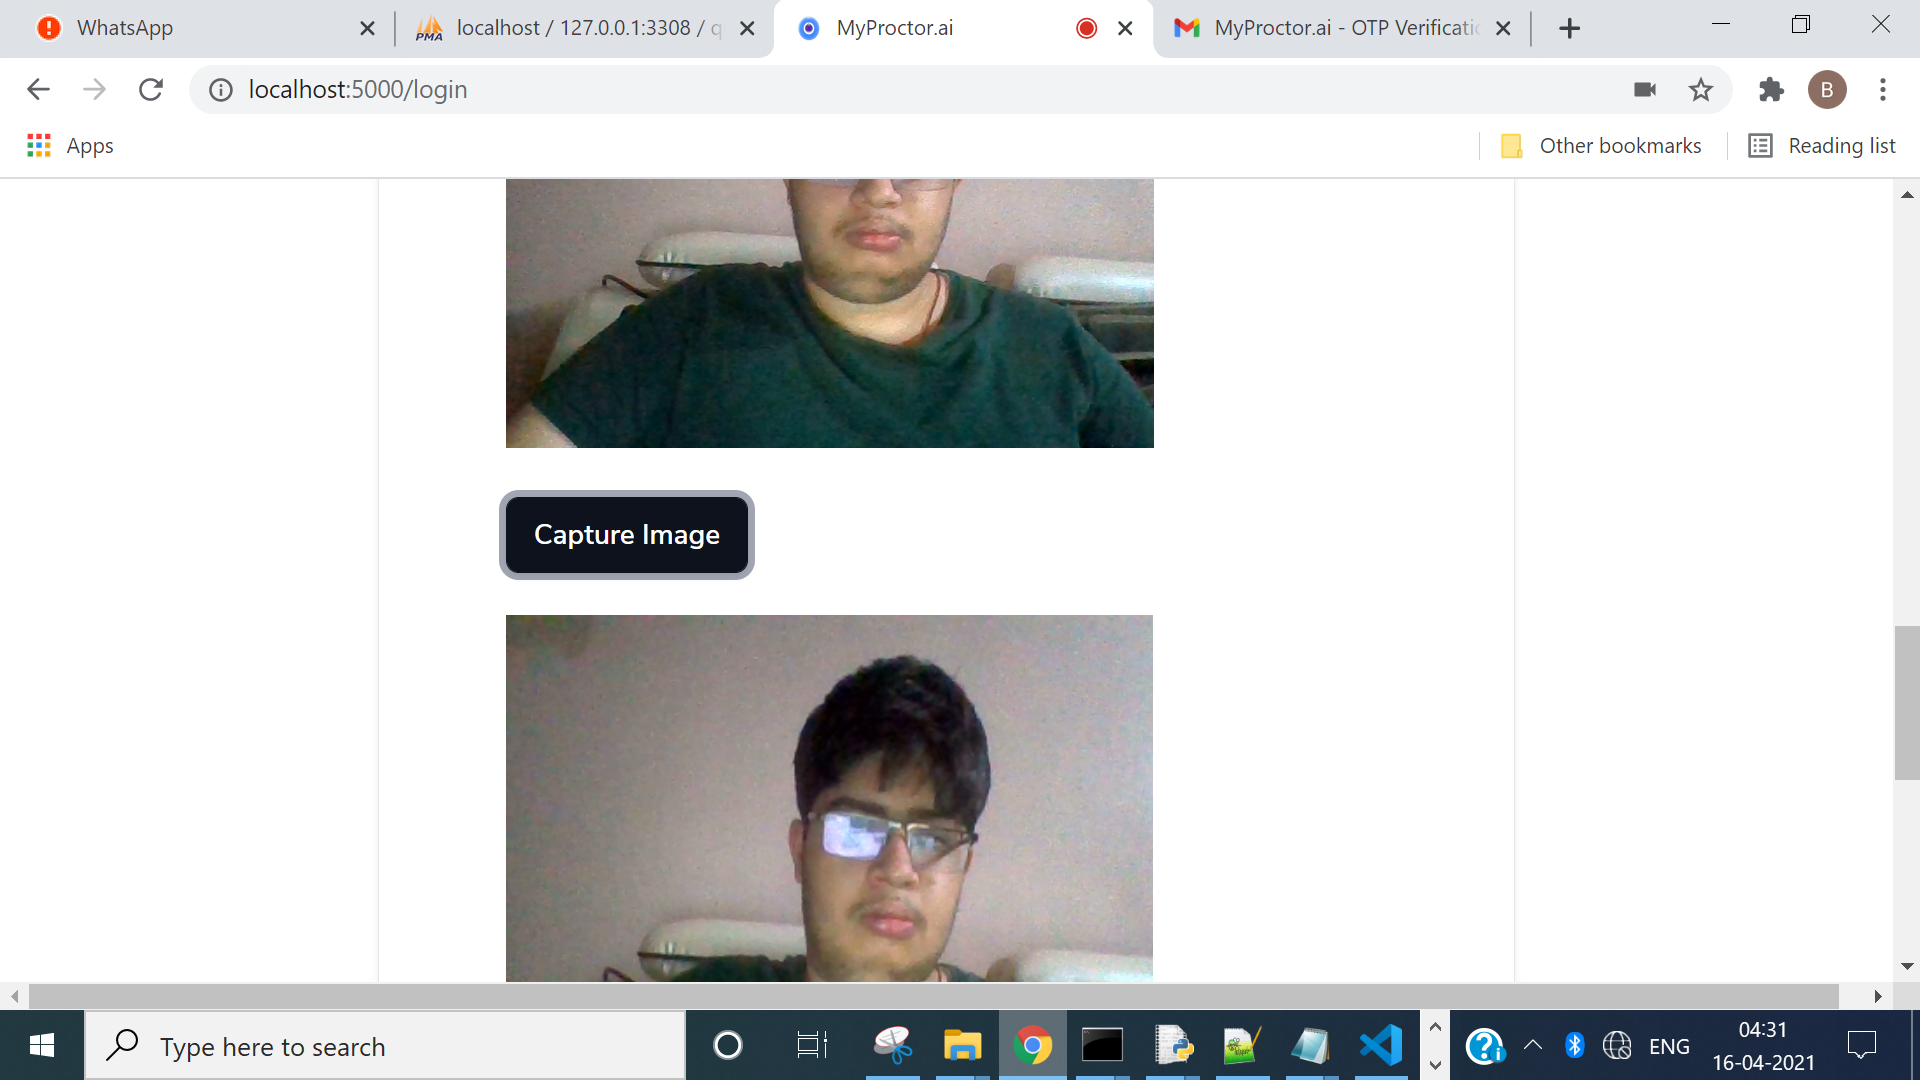 WhatsApp
localhost / 127.0.0.1:3308 / q
MyProctor.ai
MyProctor.ai - OTP Verificatio
localhost:5000/login
B
Apps
Other bookmarks
Reading list
Capture Image
Type here to search
ENG
04:31
16-04-2021